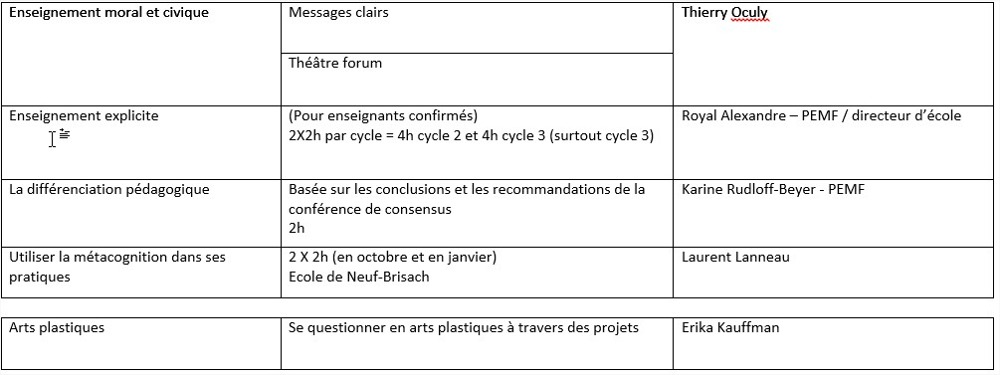 Enseignement moral et civique
Messages clairs
Thierry Oculy
Théâtre forum
Enseignement explicite
(Pour enseignants confirmés)
2X2h par cycle = 4h cycle 2 et 4h cycle 3 (surtout cycle 3)
Royal Alexandre – PEMF / directeur d’école
La différenciation pédagogique
Basée sur les conclusions et les recommandations de la
conférence de consensus
2h
Karine Rudloff-Beyer - PEMF
Utiliser la métacognition dans ses
pratiques
2 X 2h (en octobre et en janvier)
Ecole de Neuf-Brisach
Laurent Lanneau
Arts plastiques
Se questionner en arts plastiques à travers des projets
Erika Kauffman